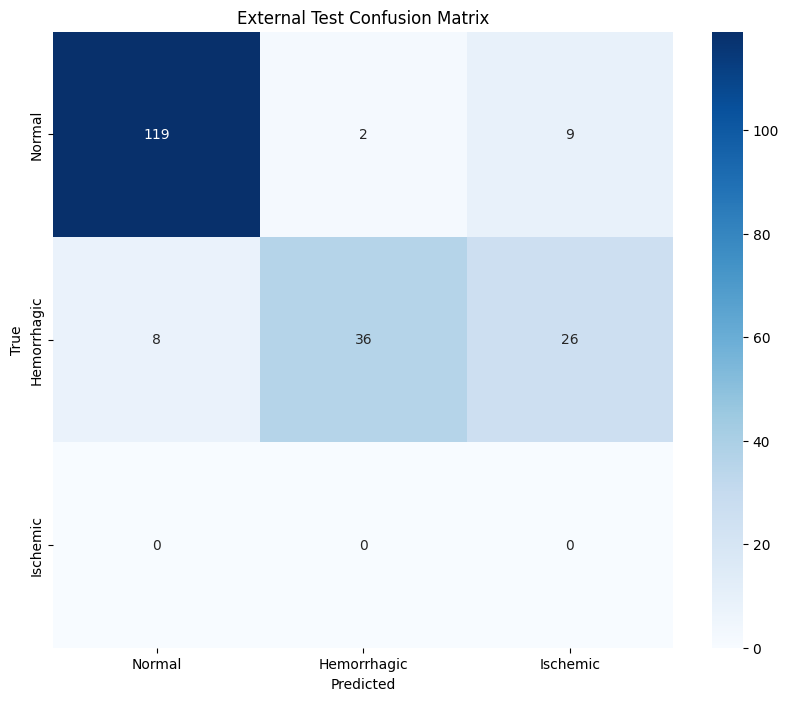 External Test Confusion Matrix
Normal
119
2
9
Hemorrhagic
8
36
26
Ischemic
0
0
0
True
Normal
Hemorrhagic
Ischemic
Predicted
100
80
60
40
20
0